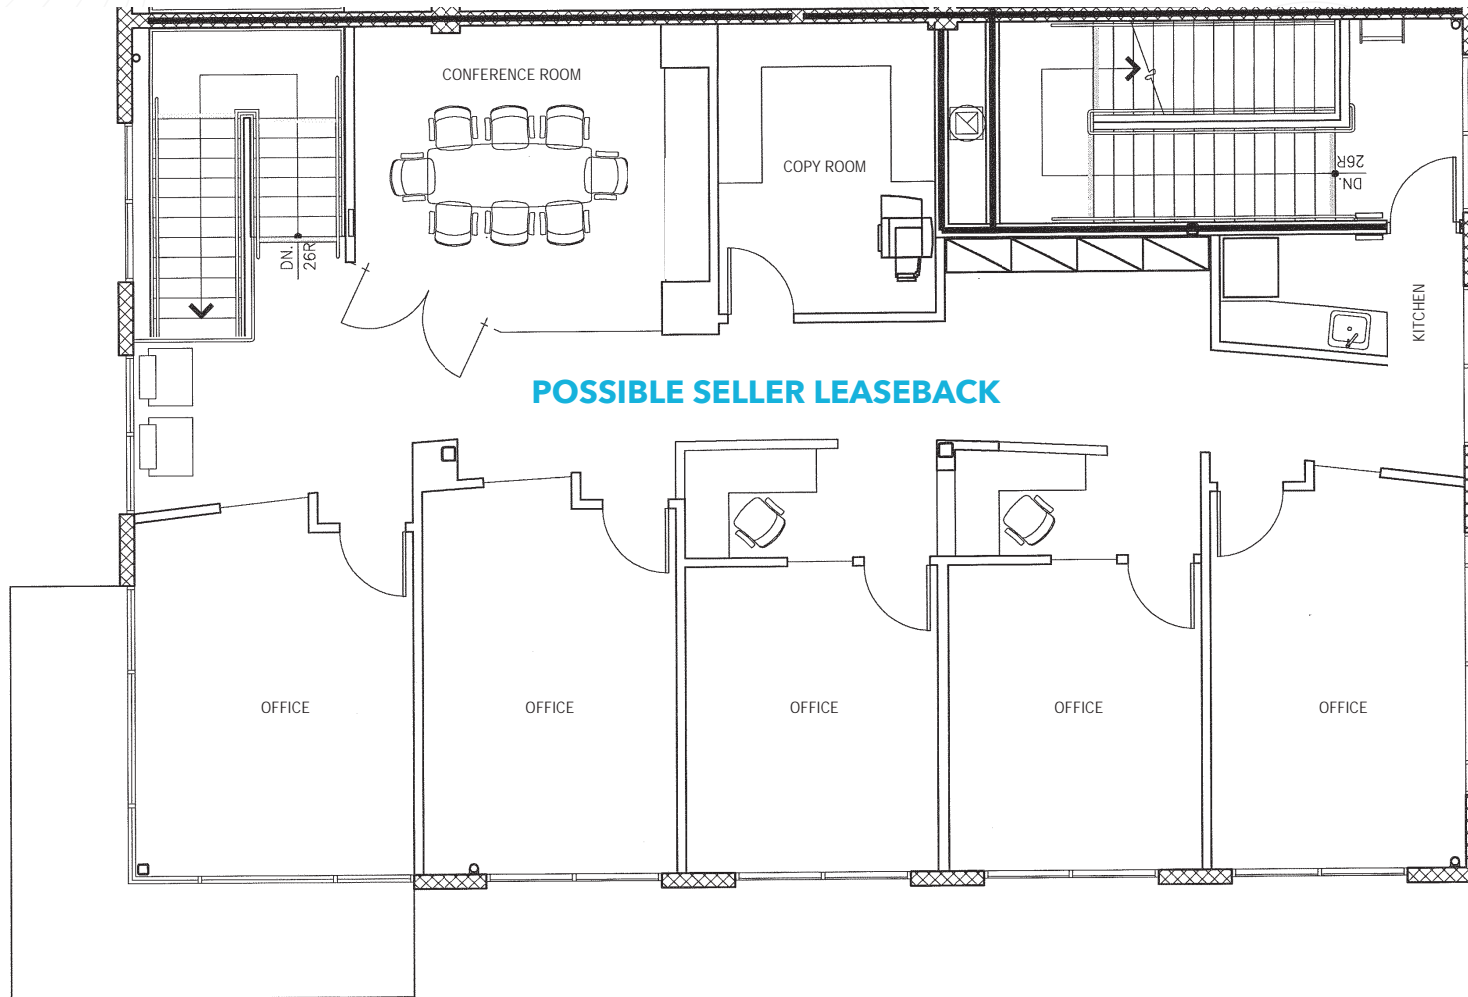 CONFERENCE ROOM
COPY ROOM
DN.
26R
DN.
26R
KITCHEN
POSSIBLE SELLER LEASEBACK
OFFICE
OFFICE
OFFICE
OFFICE
OFFICE